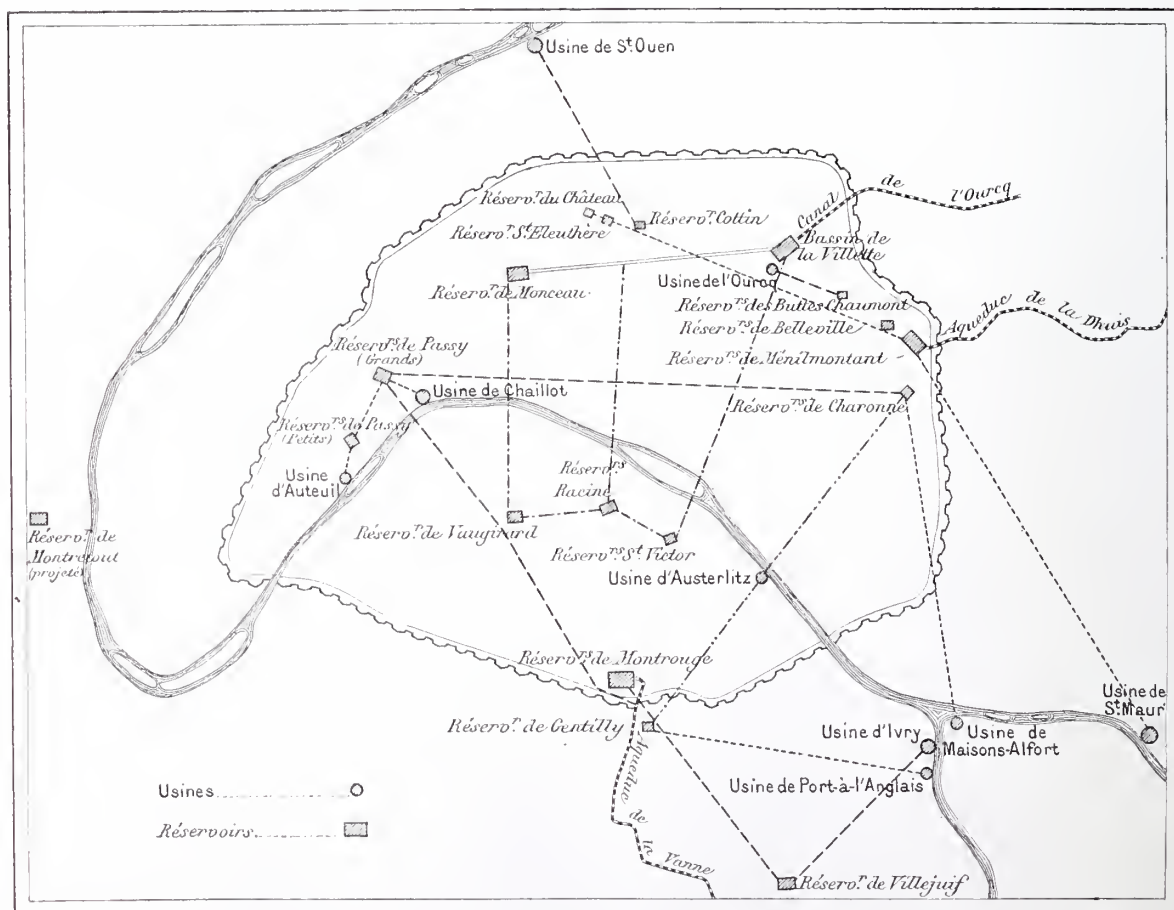 Usine de St. Ouen
Réservr. du Château
Réservr. Cottin
Réservr. St. Eleuthère
Canal de l'Ourcq
Bassin de
la Villette
Usine de l'Ourcq
Réservr. de Monceau
Réservrs. des Buttes Chaumont
Réservrs. de Belleville
Aqueduc de la Dhuis
Réservrs. de Ménilmontant
Réservrs. de Passy
(Grands)
Usine de Chaillot
Réservrs. de Charonne
Réservrs. de Passy
(Petits)
Usine
d'Auteuil
Réservrs.
Racine
Réservr. de
Montretout
(projeté)
Réservr. de Vaugirard
Réservrs. St. Victor
Usine d'Austerlitz
Réservrs. de Montrouge
Usine de
St. Maur
Réservr. de Gentilly
Usine d'Ivry
Usine de
Maisons-Alfort
Usine de Port-à-l'Anglais
Aqueduc de la Vanne
Usines
Réservoirs
Réservr. de Villejuif